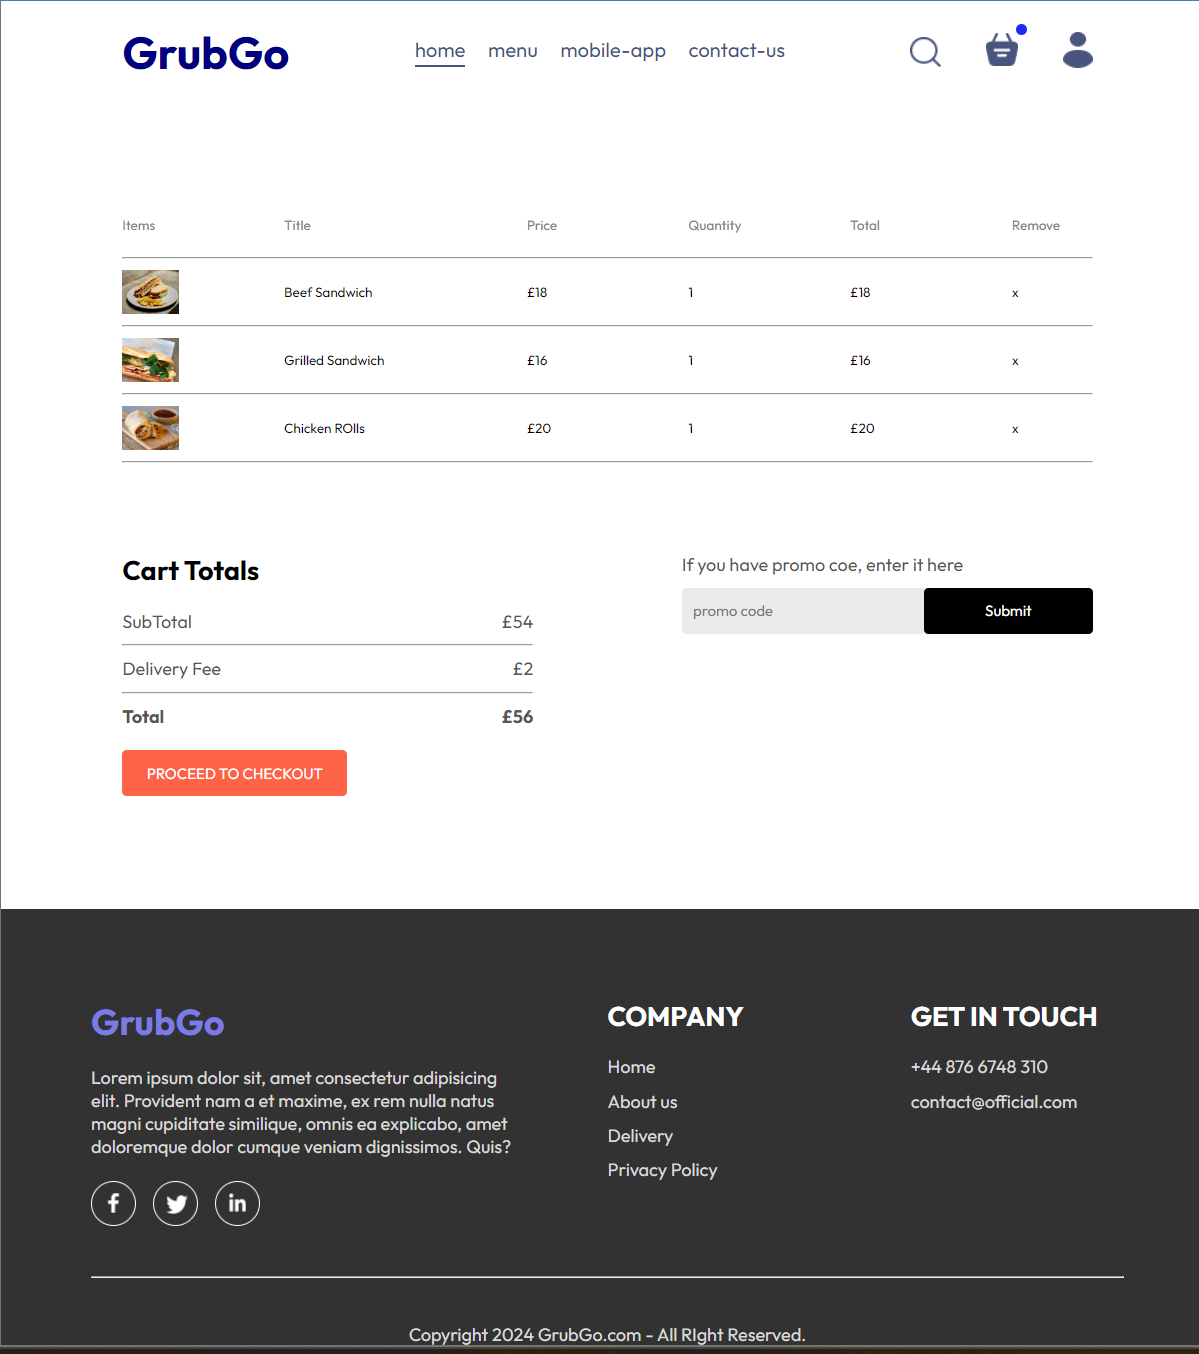 GrubGo
home menu mobile-app contact-us
Items Title Price Quantity Total Remove
Beef Sandwich £18 1 £18 x
Grilled Sandwich £16 1 £16 x
Chicken ROlls £20 1 £20 x
Cart Totals
SubTotal £54
Delivery Fee £2
Total £56
PROCEED TO CHECKOUT
If you have promo coe, enter it here
promo code Submit
GrubGo
Lorem ipsum dolor sit, amet consectetur adipisicing
elit. Provident nam a et maxime, ex rem nulla natus
magni cupiditate similique, omnis ea explicabo, amet
doloremque dolor cumque veniam dignissimos. Quis?
f in
COMPANY
Home
About us
Delivery
Privacy Policy
GET IN TOUCH
+44 876 6748 310
contact@official.com
Copyright 2024 GrubGo.com - All RIght Reserved.